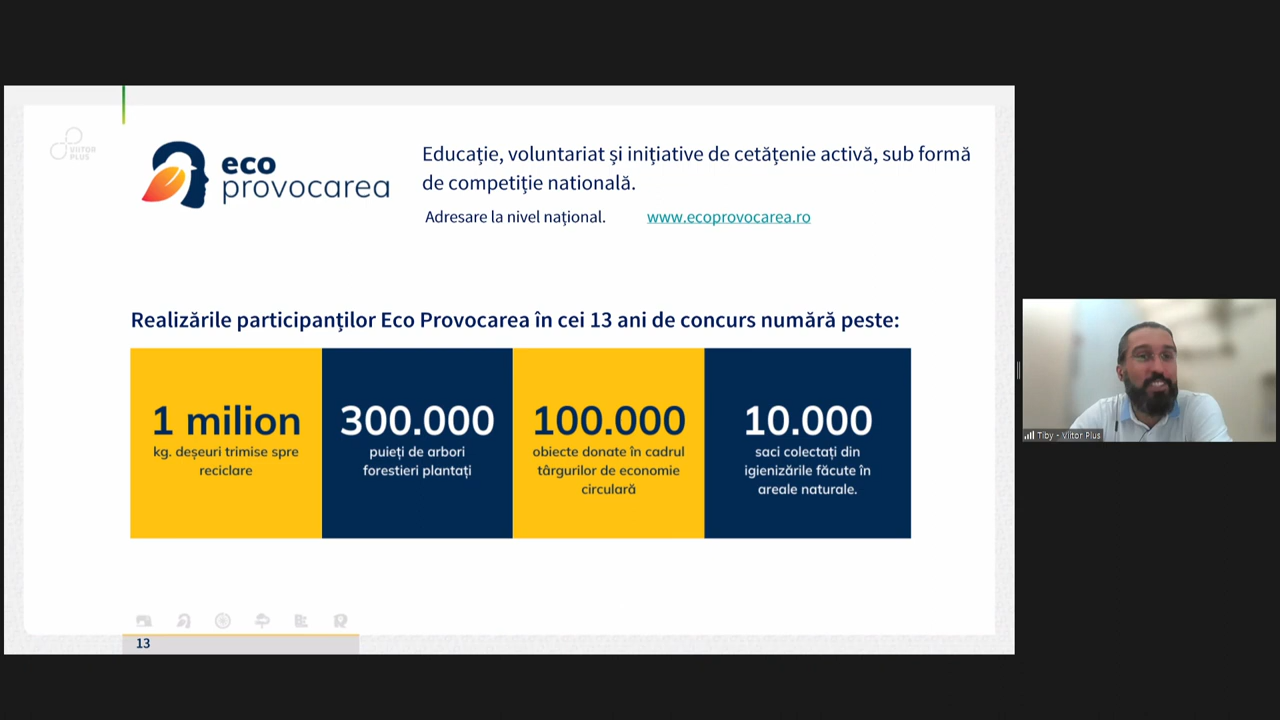 VIITOR
PLUS
eco
provocarea
Educație, voluntariat și inițiative de cetățenie activă, sub formă
de competiție natională.
Adresare la nivel național.
www.ecoprovocarea.ro
Realizările participanților Eco Provocarea în cei 13 ani de concurs numără peste:
1 milion
kg. deșeuri trimise spre
reciclare
300.000
puieți de arbori
forestieri plantați
100.000
obiecte donate în cadrul
târgurilor de economie
circulară
10.000
saci colectați din
igienizările făcute în
areale naturale.
13
Tiby - Viitor Plus